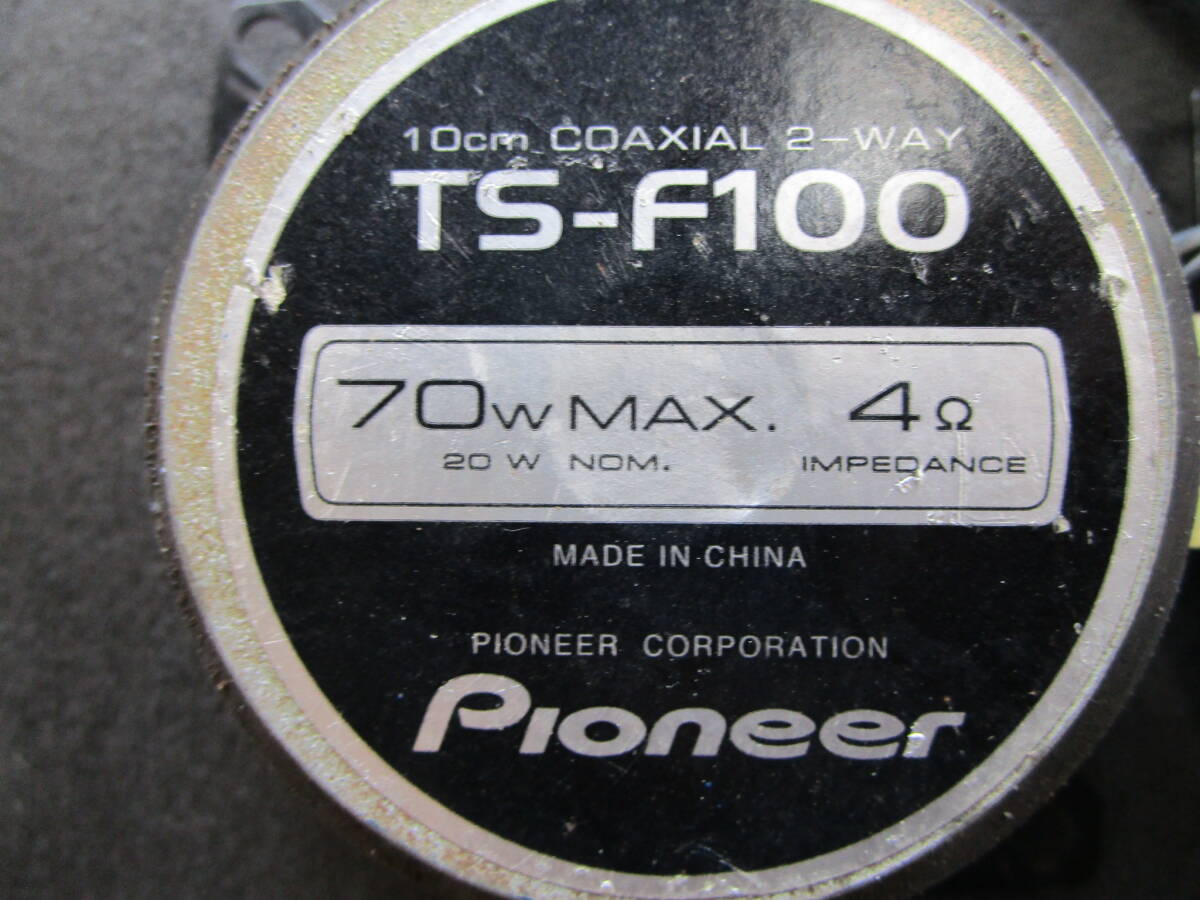 10cm COAXIAL 2-WAY
TS-F100
70W MAX. 4Ω
20 W NOM. IMPEDANCE
MADE IN CHINA
PIONEER CORPORATION
Pioneer